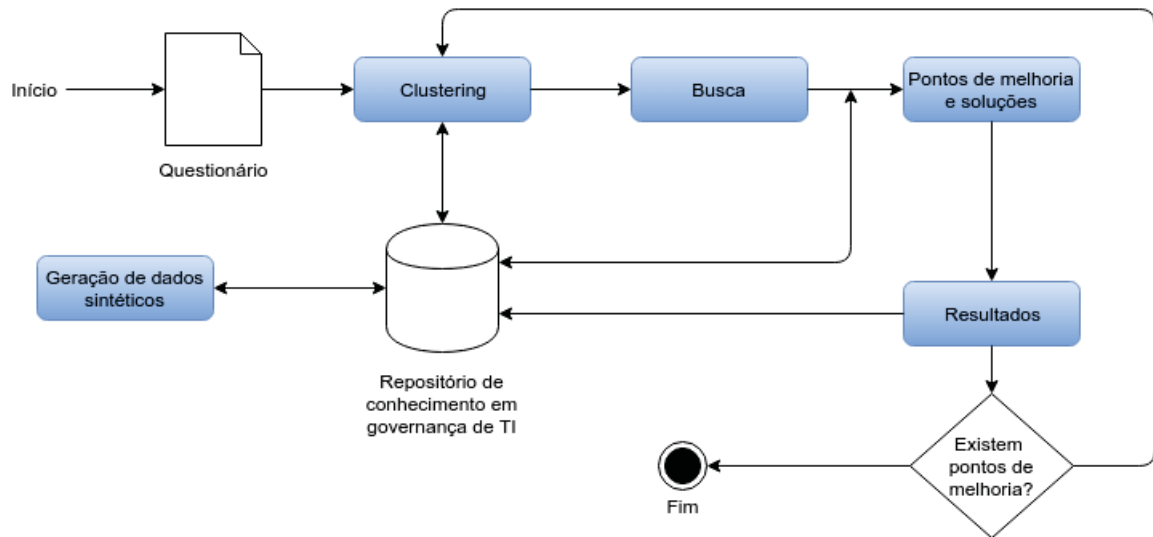 Início
Questionário
Clustering
Busca
Pontos de melhoria
e soluções
Geração de dados
sintéticos
Repositório de
conhecimento em
governança de TI
Resultados
Existem
pontos de
melhoria?
Fim